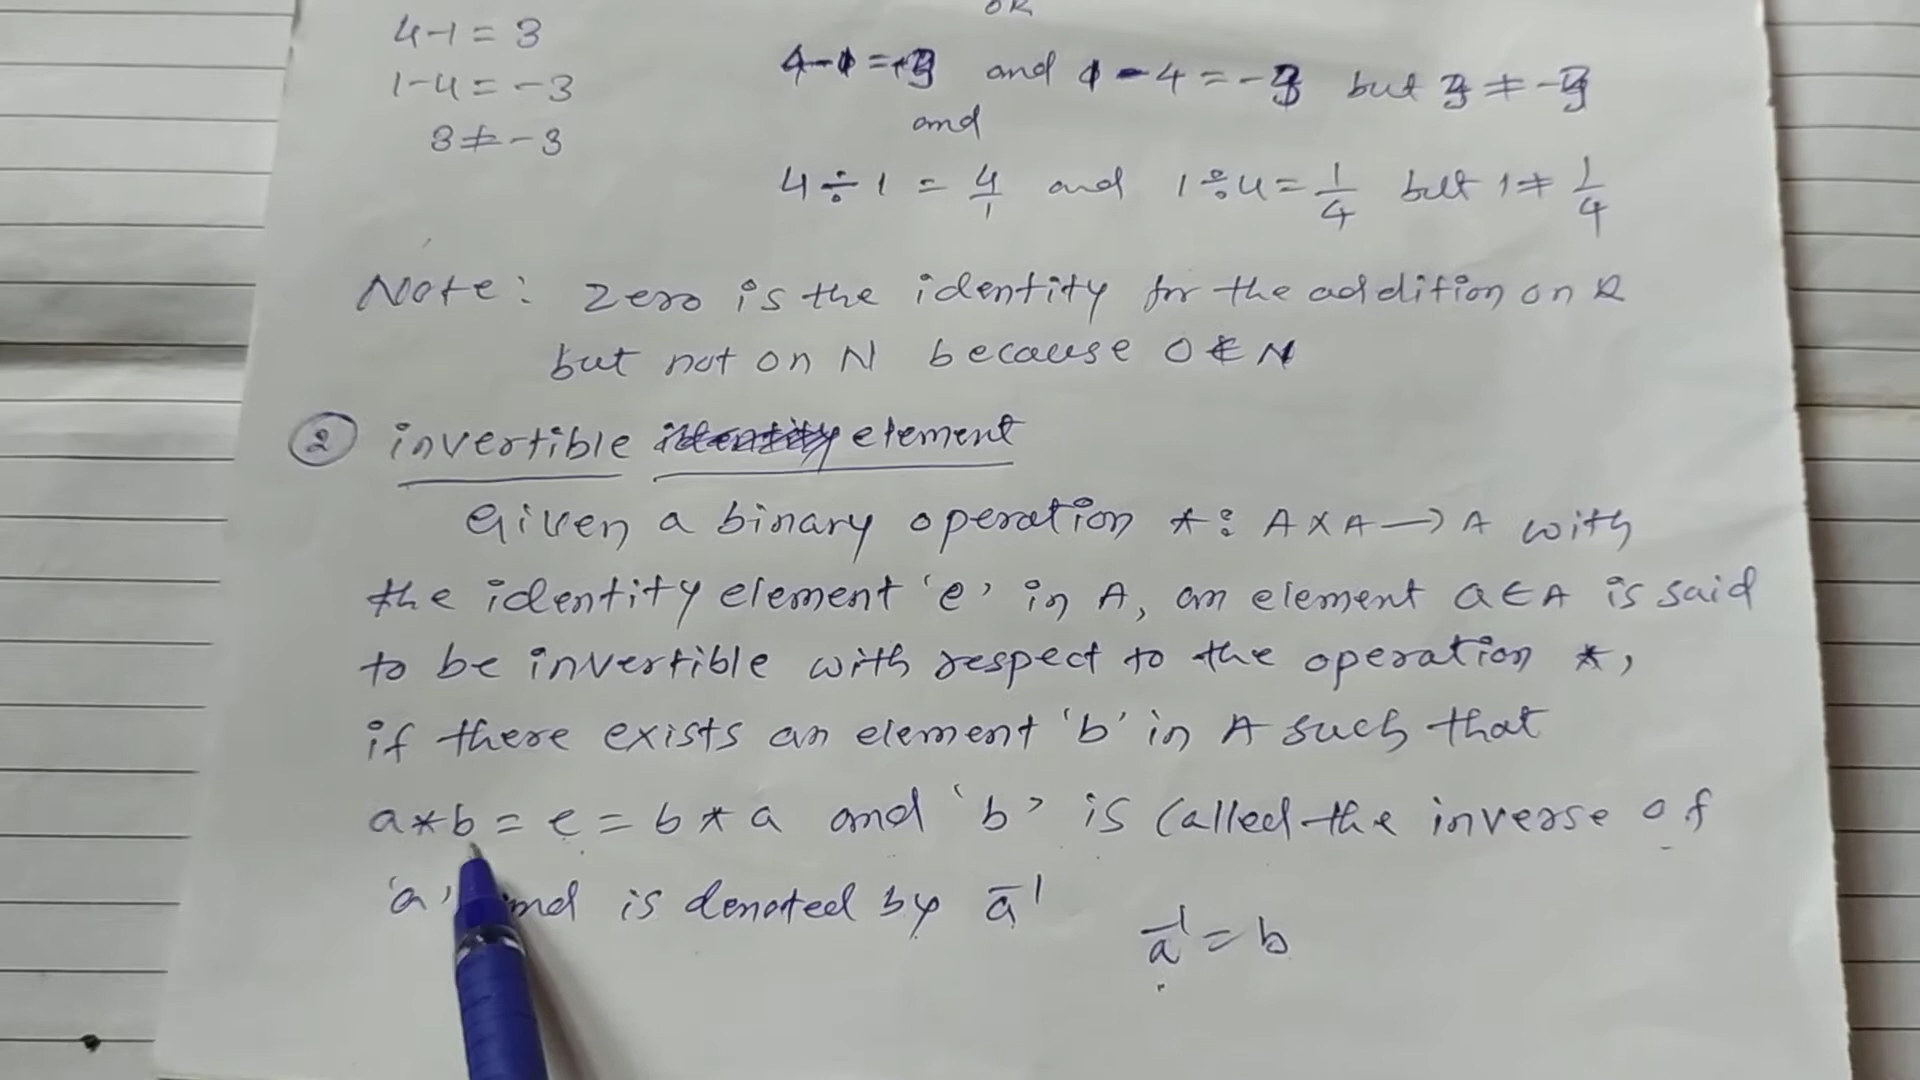 OR
4-1=3
1-4=-3
3≠-3
4-1=+3 and 1-4=-3 but 3≠-3
and
4÷1=4/1 and 1÷4=1/4 but 1≠1/4
Note: Zero is the identity for the addition on R
but not on N because 0∉N
② invertible element
Given a binary operation *: A×A→A with
the identity element 'e' in A, an element a∈A is said
to be invertible with respect to the operation *,
if there exists an element 'b' in A such that
a*b=e=b*a and 'b' is called the inverse of
'a' and is denoted by a⁻¹
a⁻¹=b